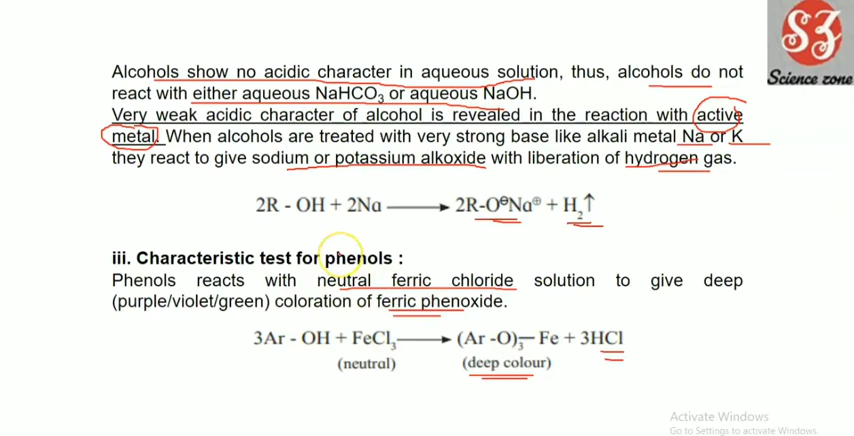 SZ
Science zone
Alcohols show no acidic character in aqueous solution, thus, alcohols do not
react with either aqueous NaHCO₃ or aqueous NaOH.
Very weak acidic character of alcohol is revealed in the reaction with active
metal. When alcohols are treated with very strong base like alkali metal Na or K
they react to give sodium or potassium alkoxide with liberation of hydrogen gas.
2R - OH + 2Na ⟶ 2R-O⊖Na⊕ + H₂↑
iii. Characteristic test for phenols :
Phenols reacts with neutral ferric chloride solution to give deep
(purple/violet/green) coloration of ferric phenoxide.
3Ar - OH + FeCl₃ ⟶ (Ar -O)₃– Fe + 3HCl
(neutral) (deep colour)
Activate Windows
Go to Settings to activate Windows.